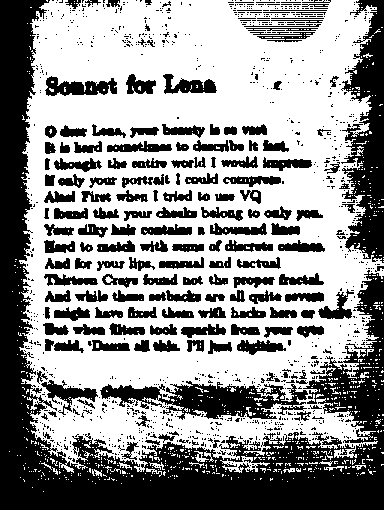 Sonnet for Lena
O dear Lena, your beauty is so vast
It is hard sometimes to describe it fast.
I thought the entire world I would impress
If only your portrait I could compress.
Alas! First when I tried to use VQ
I found that your cheeks belong to only you.
Your silky hair contains a thousand lines
Hard to match with sums of discrete cosines.
And for your lips, sensual and tactual
Thirteen Crays found not the proper fractal.
And while these setbacks are all quite severe
I might have fixed them with hacks here or there
But when filters took sparkle from your eyes
I said, 'Damn all this. I'll just digitize.'